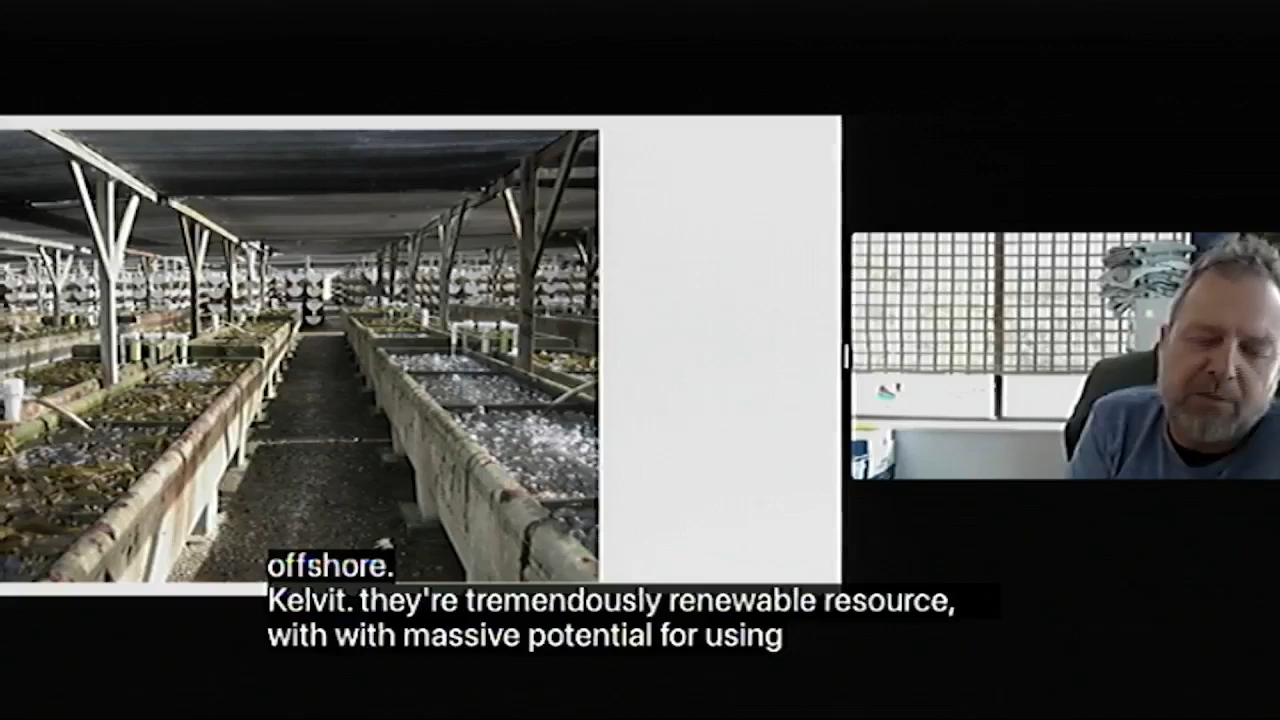 offshore.
Kelvit. they're tremendously renewable resource,
with with massive potential for using